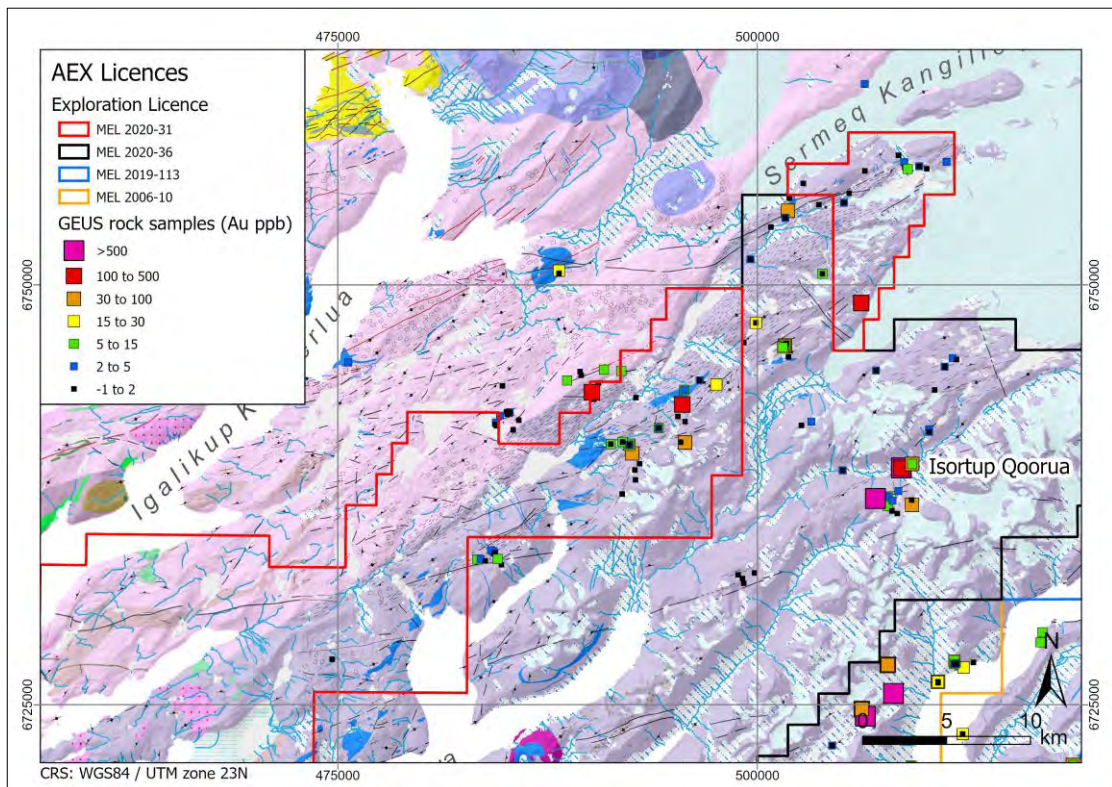 475000
500000
AEX Licences
Exploration Licence
MEL 2020-31
MEL 2020-36
MEL 2019-113
MEL 2006-10
GEUS rock samples (Au ppb)
>500
100 to 500
30 to 100
15 to 30
5 to 15
2 to 5
-1 to 2
Sermeq Kangilia
6750000
6750000
Igalikup K
erlua
Isortup Qoorua
N
6725000
6725000
0 5 10
km
CRS: WGS84 / UTM zone 23N
475000
500000